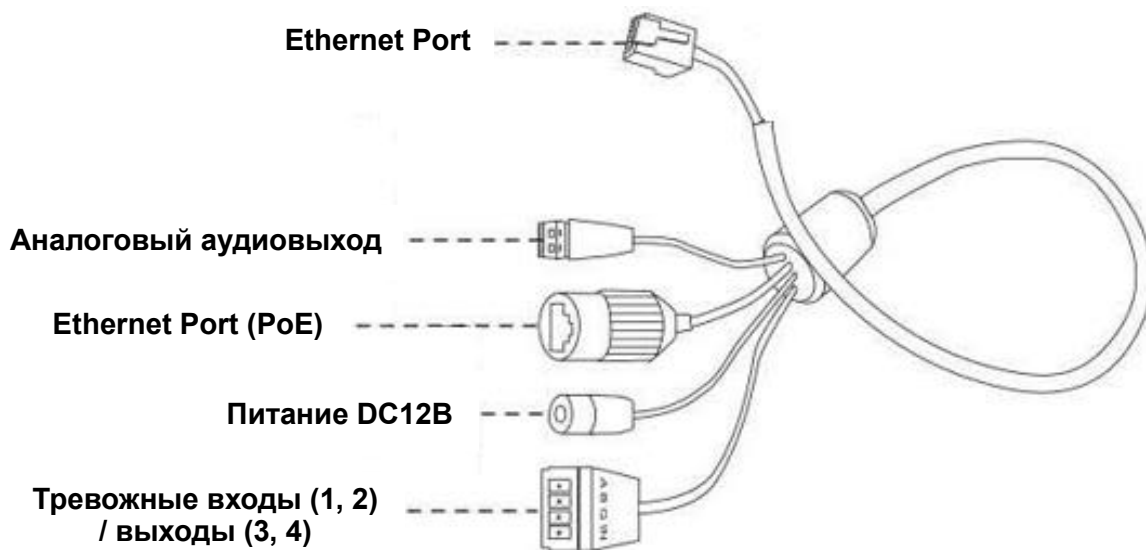 Ethernet Port
Аналоговый аудиовыход
Ethernet Port (PoE)
Питание DC12В
Тревожные входы (1, 2)
/ выходы (3, 4)